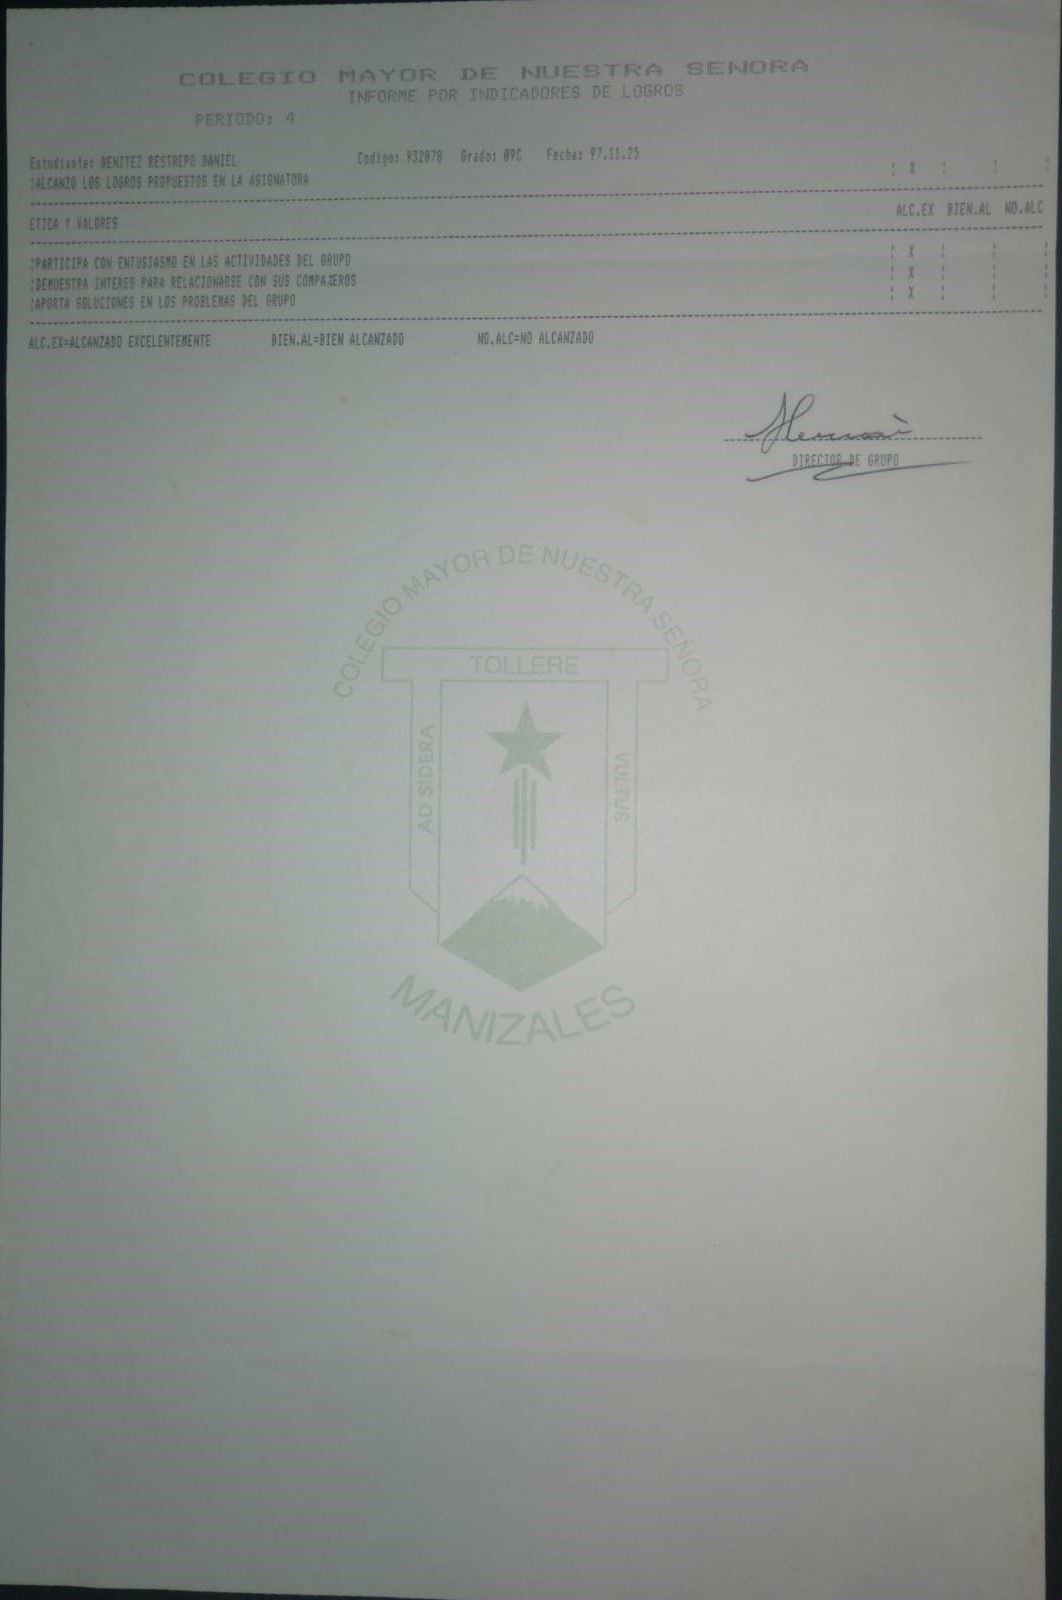 COLEGIO MAYOR DE NUESTRA SENORA
INFORME POR INDICADORES DE LOGROS
PERIODO: 4
Estudiante: BENITEZ RESTREPO DANIEL Codigo: 932078 Grado: 09C Fecha: 97.11.25
¦ALCANZO LOS LOGROS PROPUESTOS EN LA ASIGNATURA ¦ X ¦ ¦ ¦
ETICA Y VALORES ALC.EX BIEN.AL NO.ALC
¦PARTICIPA CON ENTUSIASMO EN LAS ACTIVIDADES DEL GRUPO ¦ X ¦ ¦ ¦
¦DEMUESTRA INTERES PARA RELACIONARSE CON SUS COMPAÑEROS ¦ X ¦ ¦ ¦
¦APORTA SOLUCIONES EN LOS PROBLEMAS DEL GRUPO ¦ X ¦ ¦ ¦
ALC.EX=ALCANZADO EXCELENTEMENTE BIEN.AL=BIEN ALCANZADO NO.ALC=NO ALCANZADO
DIRECTOR DE GRUPO
COLEGIO MAYOR DE NUESTRA SEÑORA
TOLLERE
AD SIDERA
VULTUS
MANIZALES